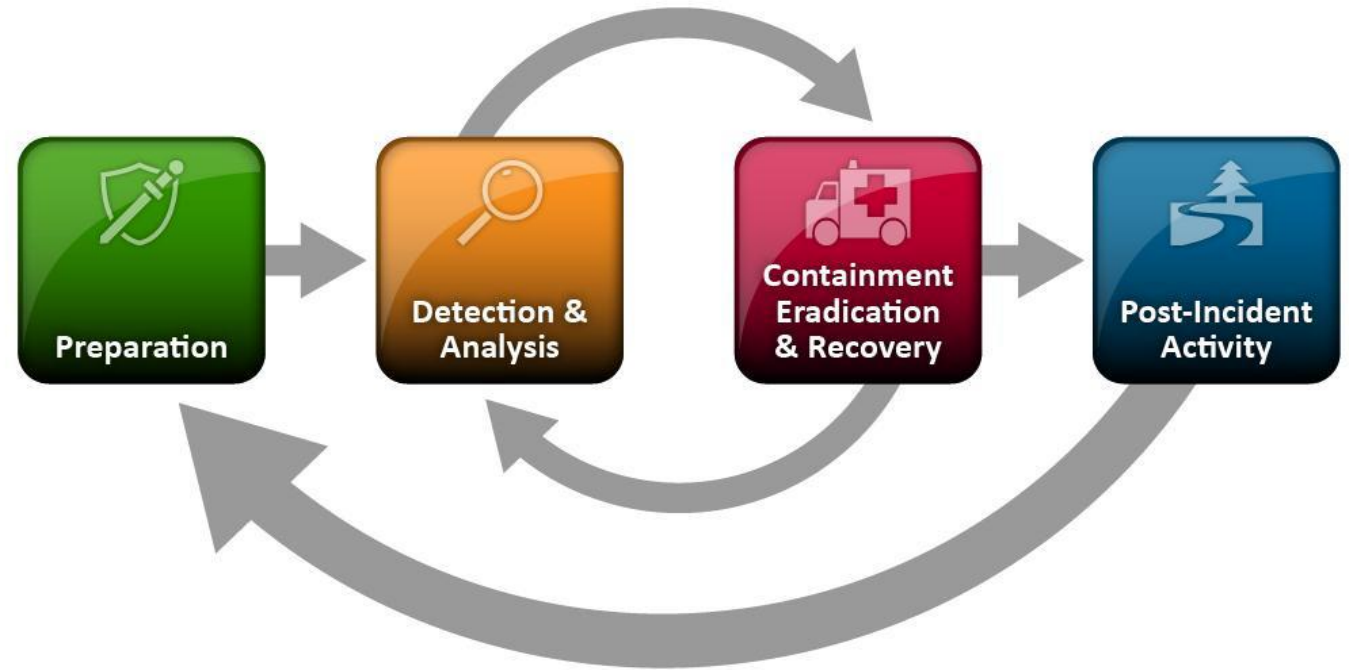 Preparation
Detection &
Analysis
Containment
Eradication
& Recovery
Post-Incident
Activity